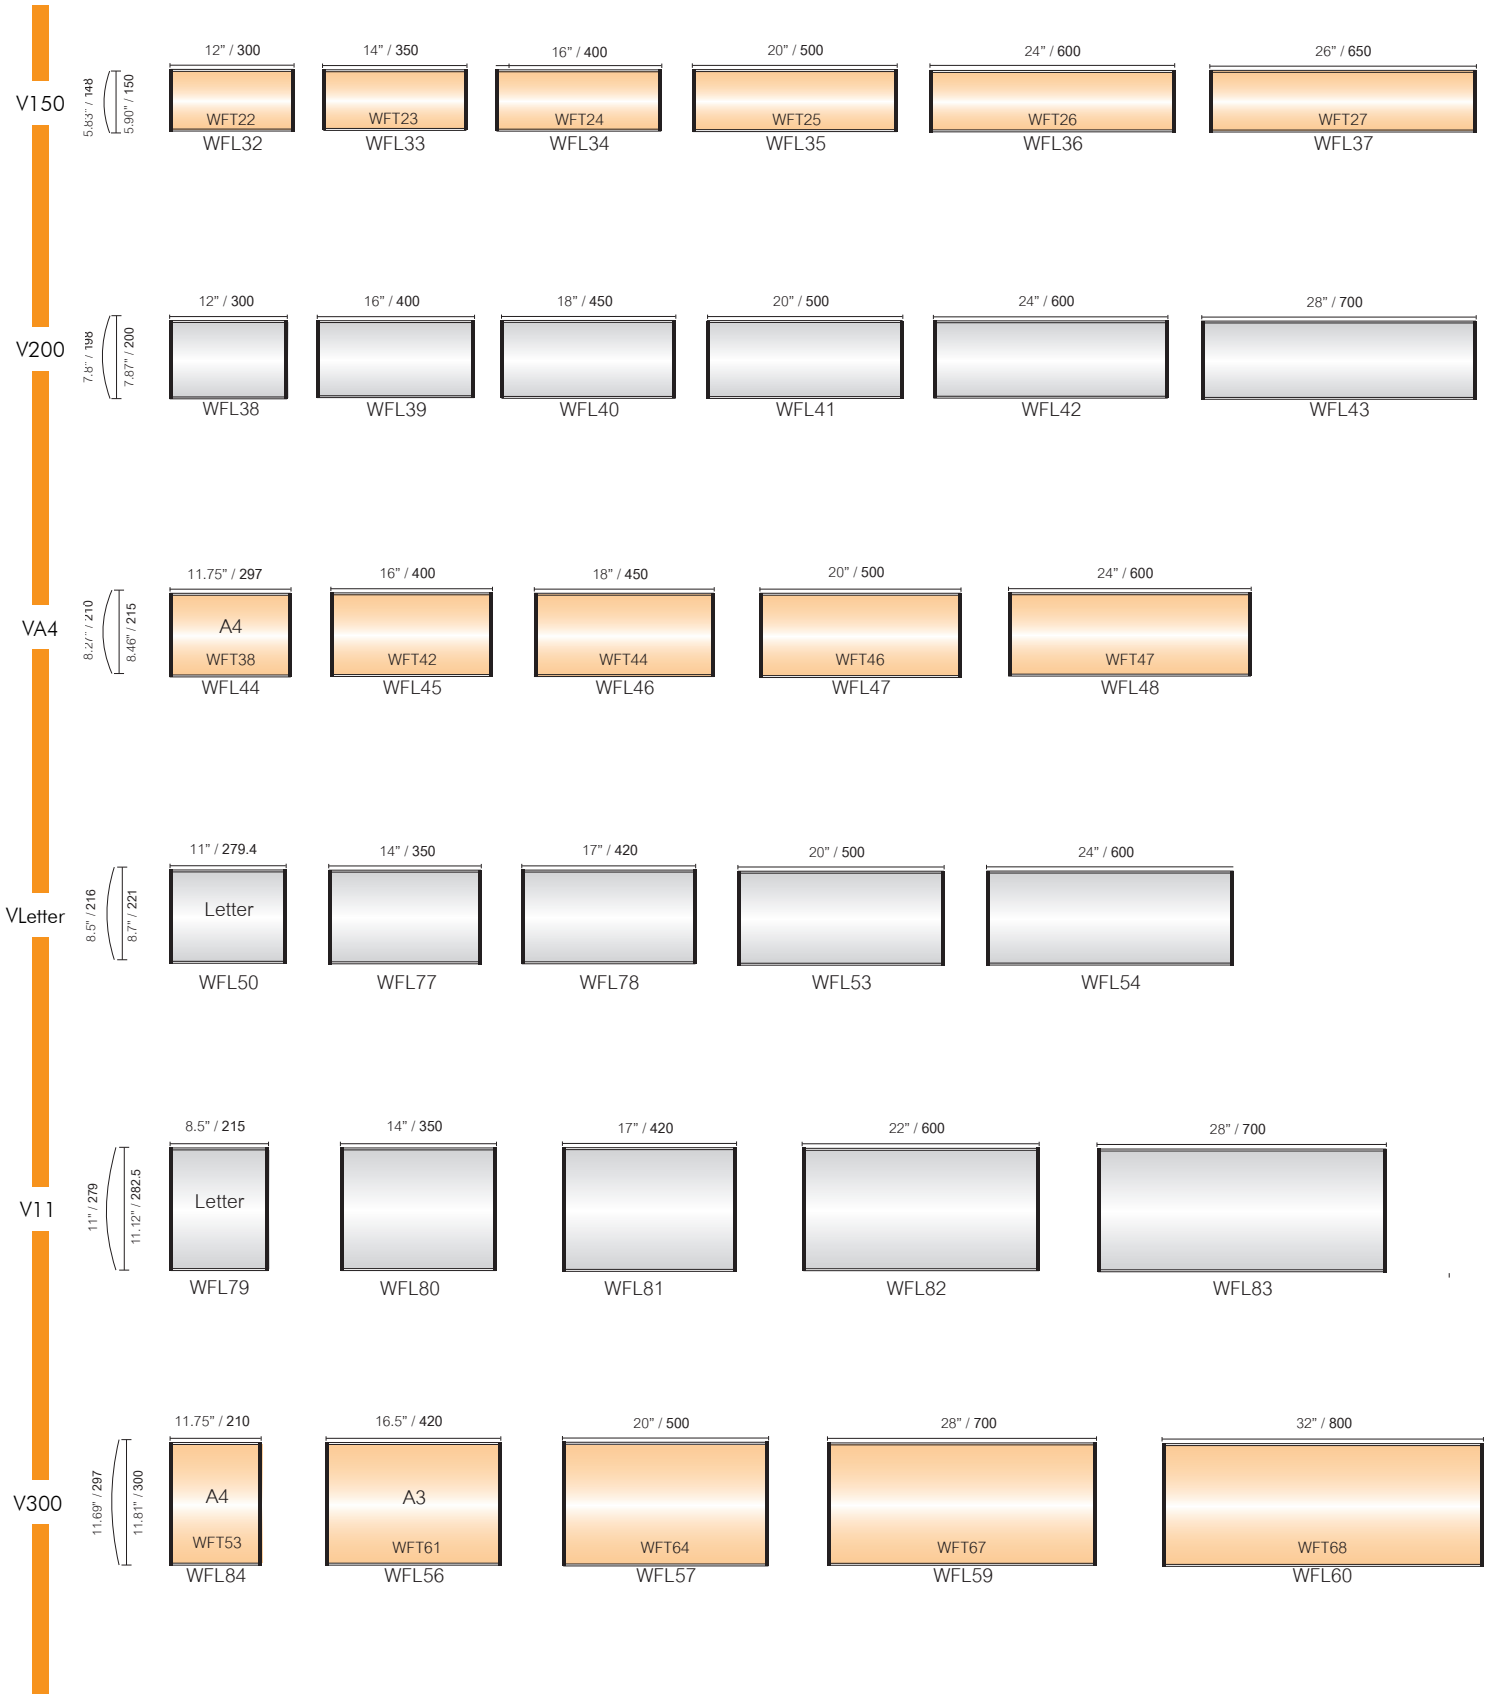 12” / 300
14” / 350
16” / 400
20” / 500
24” / 600
26” / 650
V150
5.83" / 148
5.90" / 150
WFT22
WFT23
WFT24
WFT25
WFT26
WFT27
WFL32
WFL33
WFL34
WFL35
WFL36
WFL37
12” / 300
16” / 400
18” / 450
20” / 500
24” / 600
28” / 700
V200
7.8" / 198
7.87" / 200
WFL38
WFL39
WFL40
WFL41
WFL42
WFL43
11.75” / 297
16” / 400
18” / 450
20” / 500
24” / 600
VA4
8.27" / 210
8.46" / 215
A4
WFT38
WFT42
WFT44
WFT46
WFT47
WFL44
WFL45
WFL46
WFL47
WFL48
11” / 279.4
14” / 350
17” / 420
20” / 500
24” / 600
VLetter
8.5" / 216
8.7" / 221
Letter
WFL50
WFL77
WFL78
WFL53
WFL54
8.5” / 215
14” / 350
17” / 420
22” / 600
28” / 700
V11
11" / 279
11.12" / 282.5
Letter
WFL79
WFL80
WFL81
WFL82
WFL83
11.75” / 210
16.5” / 420
20” / 500
28” / 700
32” / 800
V300
11.69" / 297
11.81" / 300
A4
A3
WFT53
WFT61
WFT64
WFT67
WFT68
WFL84
WFL56
WFL57
WFL59
WFL60